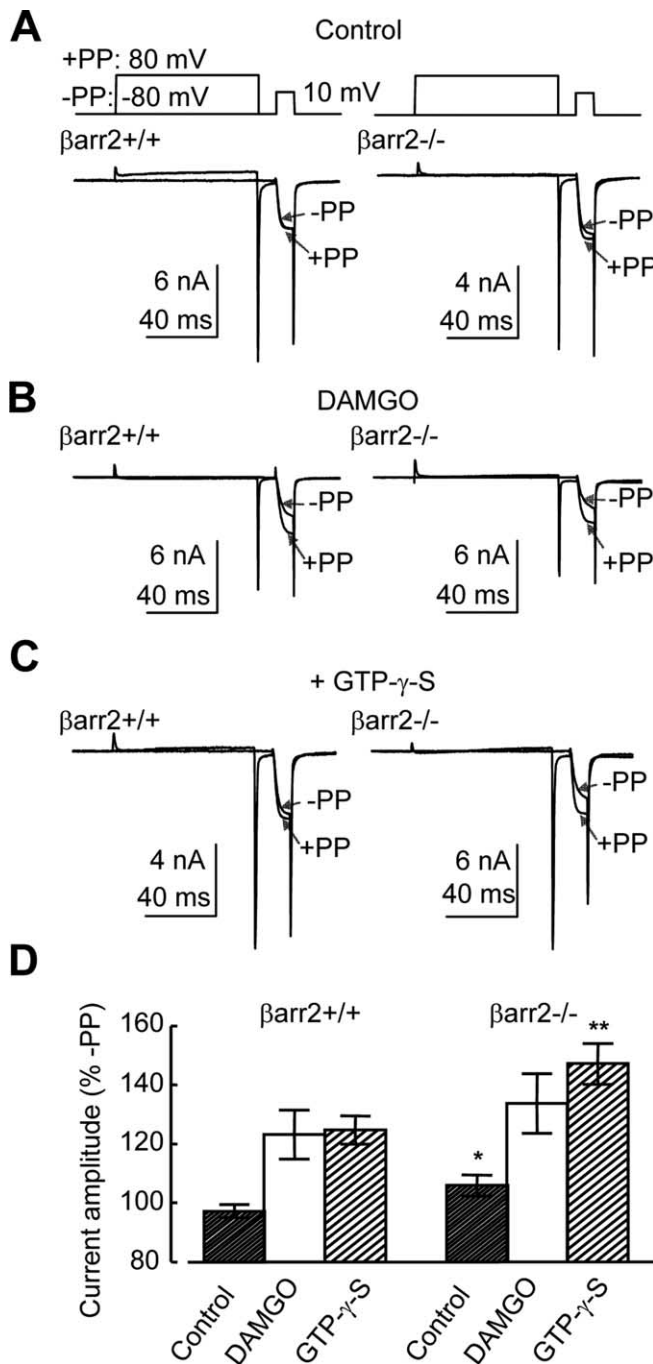 A
Control
+PP: 80 mV
-PP: -80 mV
10 mV
βarr2+/+
βarr2-/-
-PP
+PP
-PP
+PP
6 nA
40 ms
4 nA
40 ms
B
DAMGO
βarr2+/+
βarr2-/-
-PP
+PP
-PP
+PP
6 nA
40 ms
6 nA
40 ms
C
+ GTP-γ-S
βarr2+/+
βarr2-/-
-PP
+PP
-PP
+PP
4 nA
40 ms
6 nA
40 ms
D
βarr2+/+
βarr2-/-
Current amplitude (% -PP)
160
140
120
100
80
*
**
Control
DAMGO
GTP-γ-S
Control
DAMGO
GTP-γ-S